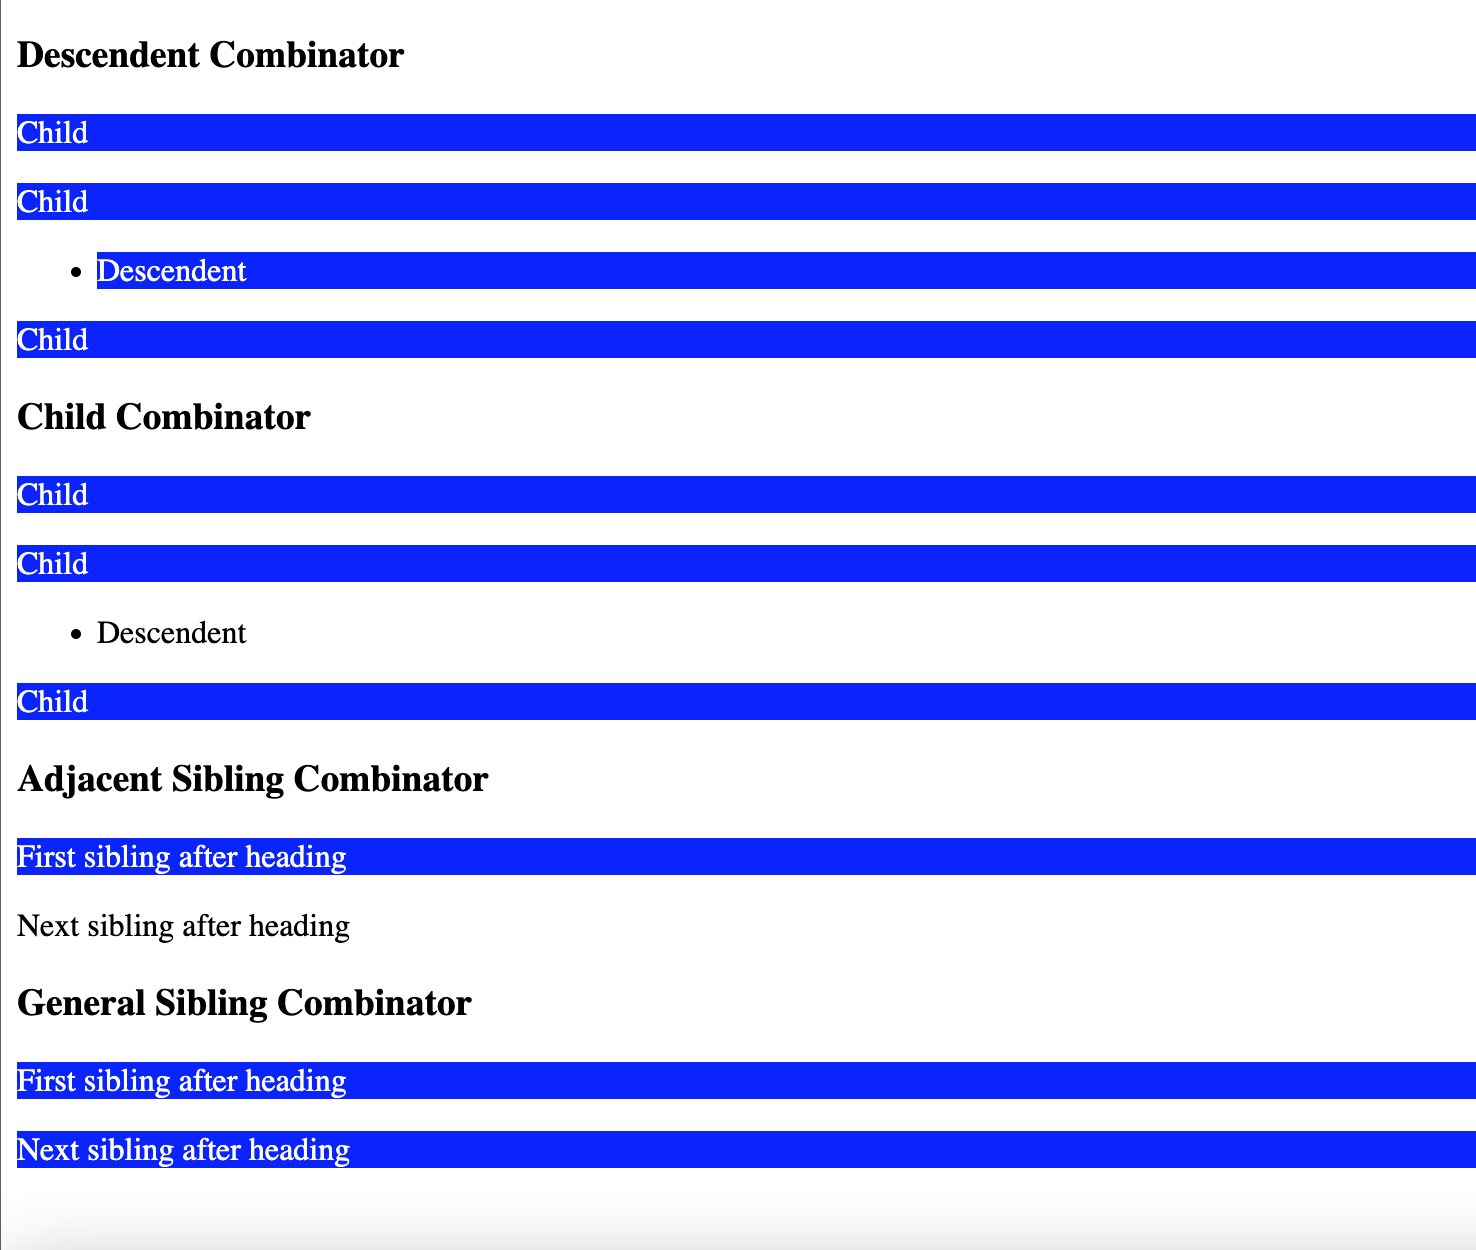 Descendent Combinator
Child
Child
• Descendent
Child
Child Combinator
Child
Child
• Descendent
Child
Adjacent Sibling Combinator
First sibling after heading
Next sibling after heading
General Sibling Combinator
First sibling after heading
Next sibling after heading